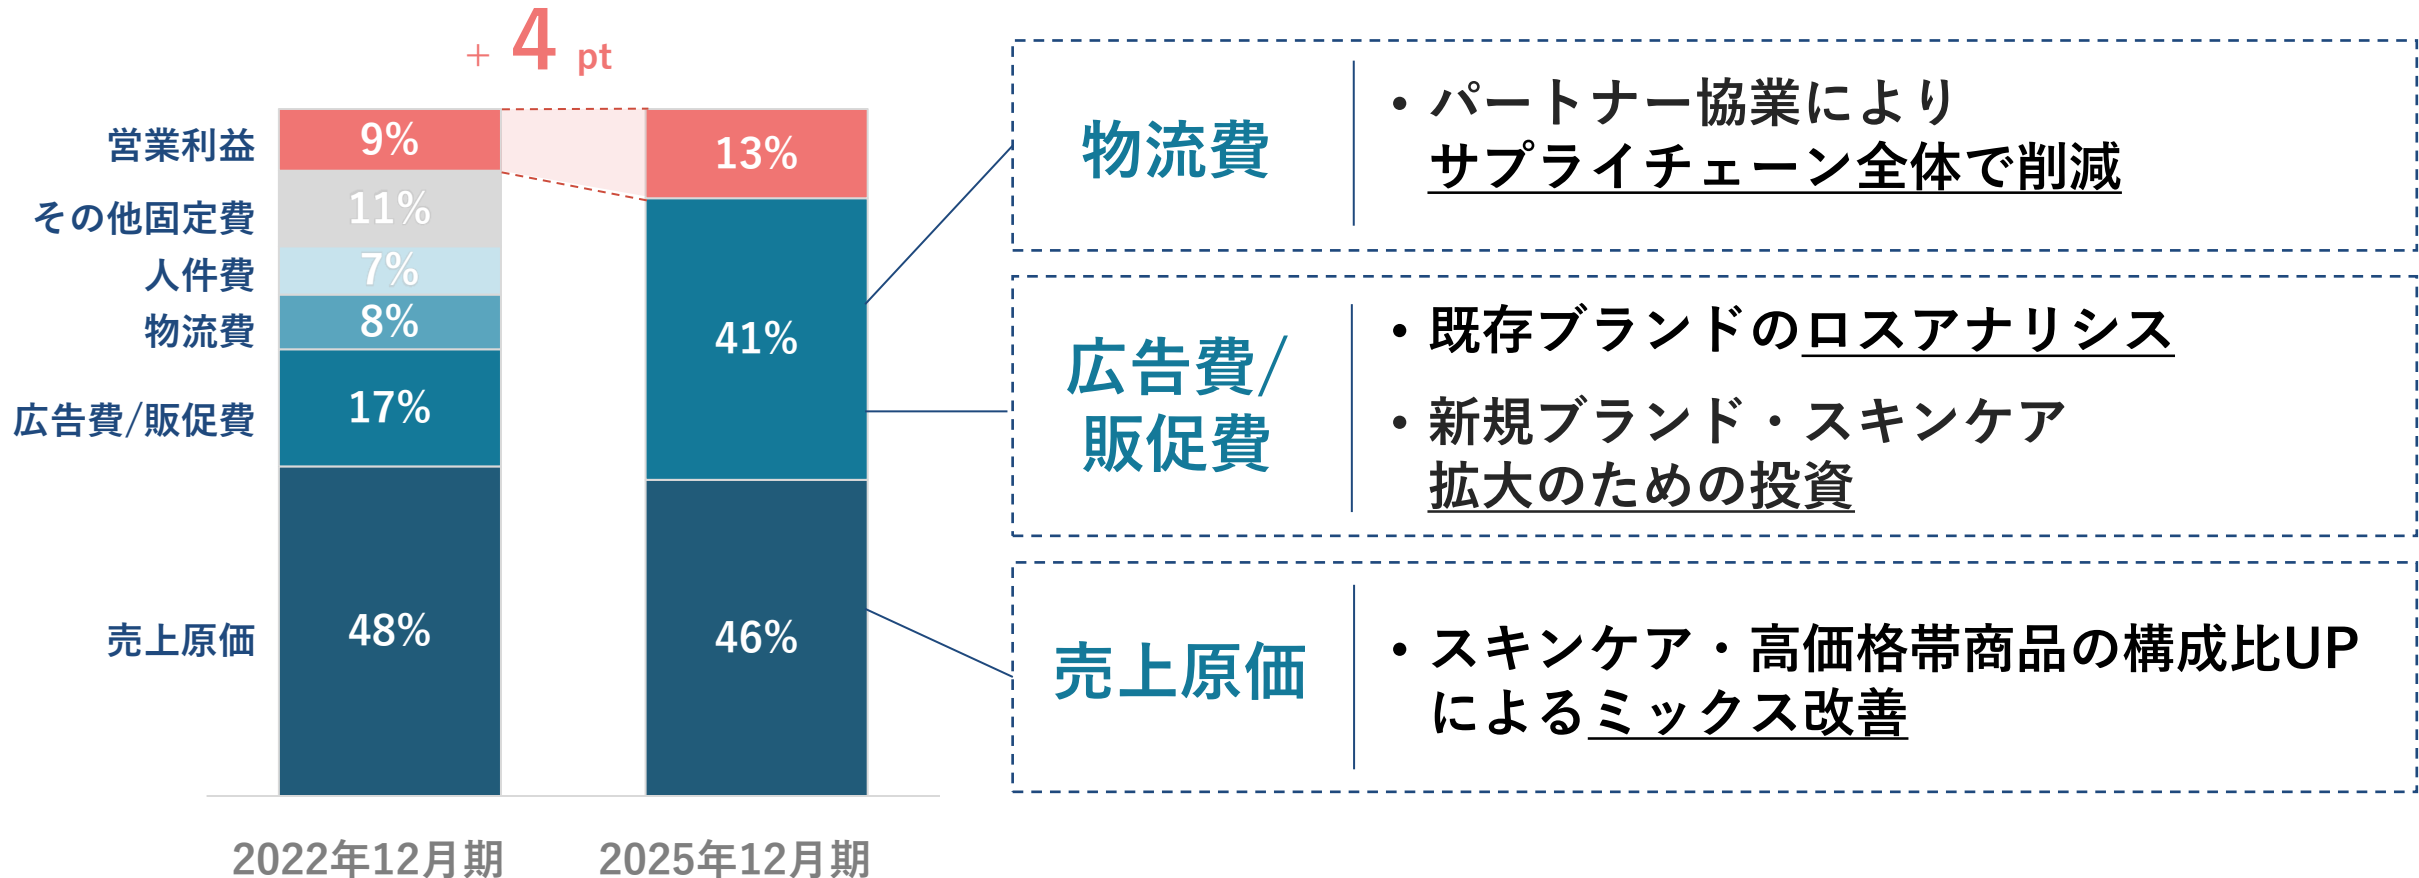 + 4 pt
営業利益
その他固定費
人件費
物流費
広告費/販促費
売上原価
9%
11%
7%
8%
17%
48%
13%
41%
46%
2022年12月期
2025年12月期
物流費
・パートナー協業により
サプライチェーン全体で削減
広告費/
販促費
・既存ブランドのロスアナリシス
・新規ブランド・スキンケア
拡大のための投資
売上原価
・スキンケア・高価格帯商品の構成比UP
によるミックス改善